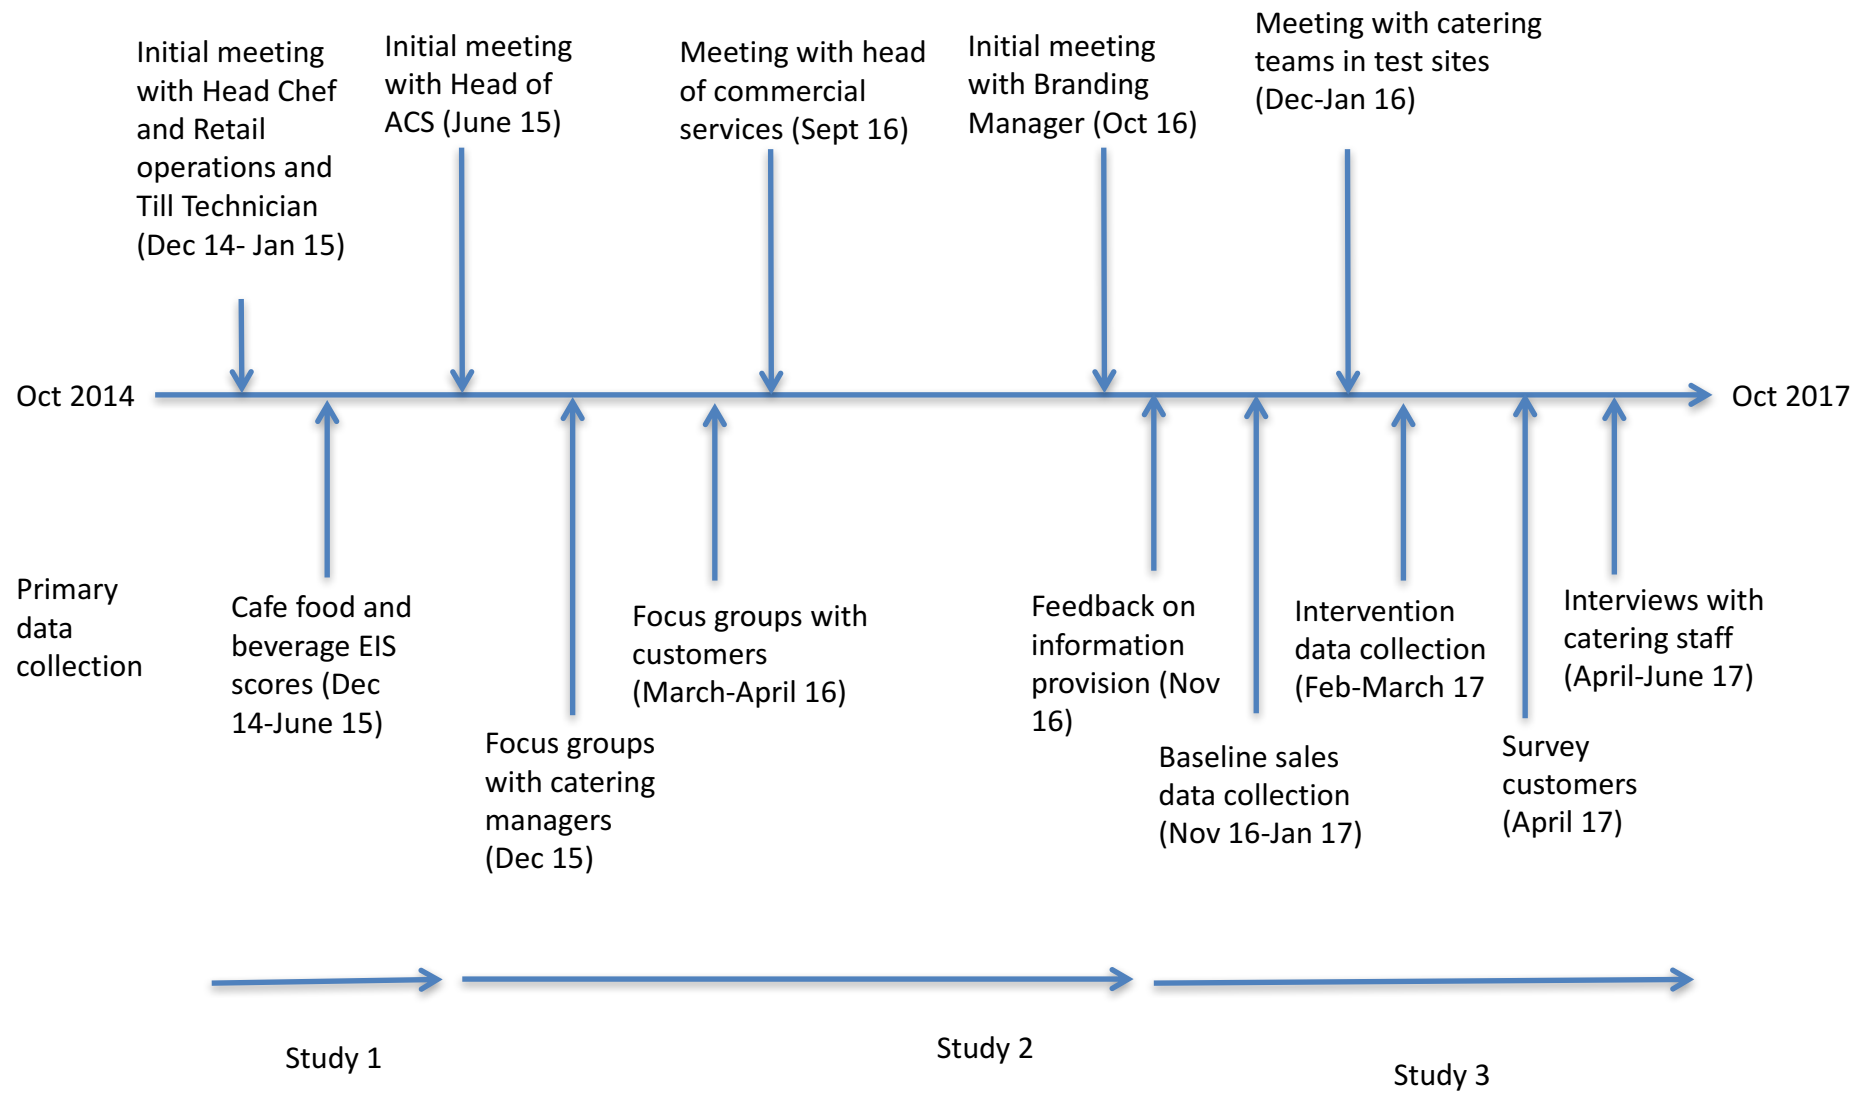 Initial meeting
with Head Chef
and Retail
operations and
Till Technician
(Dec 14- Jan 15)
Initial meeting
with Head of
ACS (June 15)
Meeting with head
of commercial
services (Sept 16)
Initial meeting
with Branding
Manager (Oct 16)
Meeting with catering
teams in test sites
(Dec-Jan 16)
Oct 2014
Oct 2017
Primary
data
collection
Cafe food and
beverage EIS
scores (Dec
14-June 15)
Focus groups
with catering
managers
(Dec 15)
Focus groups with
customers
(March-April 16)
Feedback on
information
provision (Nov
16)
Baseline sales
data collection
(Nov 16-Jan 17)
Intervention
data collection
(Feb-March 17
Survey
customers
(April 17)
Interviews with
catering staff
(April-June 17)
Study 1
Study 2
Study 3